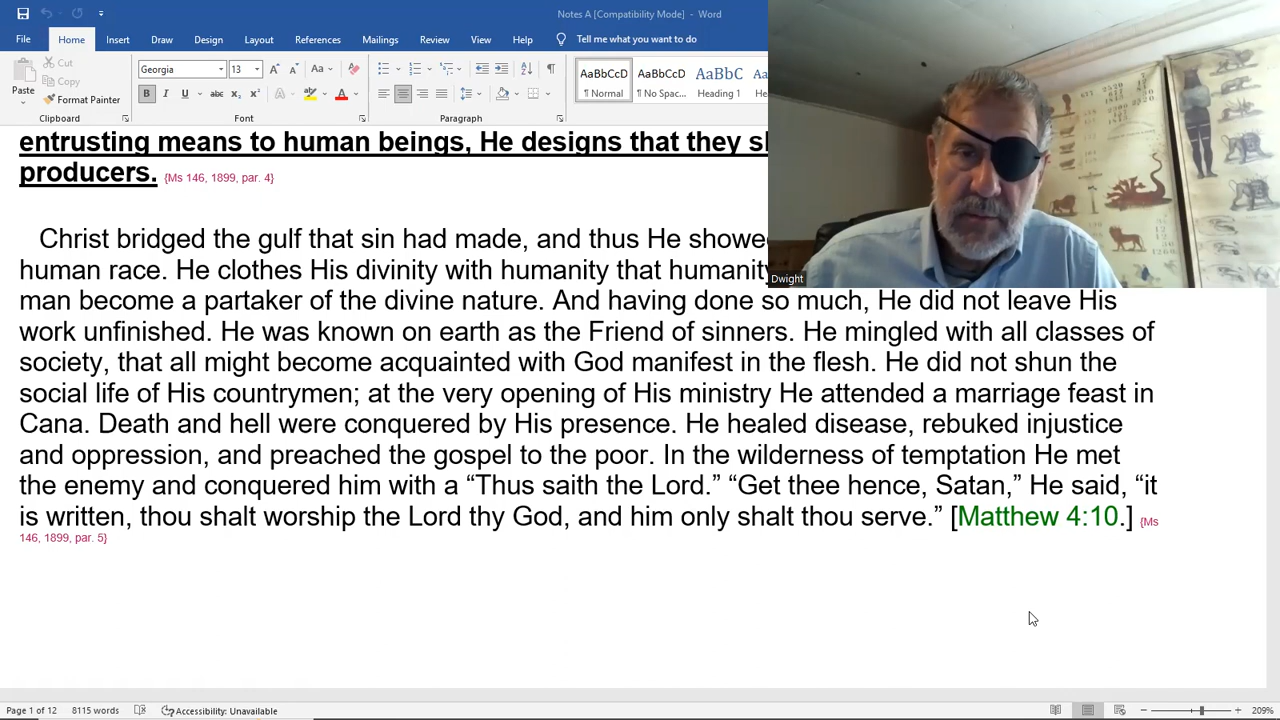 Notes A [Compatibility Mode] - Word
File Home Insert Draw Design Layout References Mailings Review View Help Tell me what you want to do
Paste
Cut
Copy
Format Painter
Clipboard
Georgia 13
Aa
B I U abc x₂ x² A A
Font
Paragraph
AaBbCcD AaBbCcD AaBbC Aa
¶ Normal ¶ No Spac... Heading 1
entrusting means to human beings, He designs that they
producers. {Ms 146, 1899, par. 4}
Christ bridged the gulf that sin had made, and thus He showed
human race. He clothes His divinity with humanity that humanity
man become a partaker of the divine nature. And having done so much, He did not leave His
work unfinished. He was known on earth as the Friend of sinners. He mingled with all classes of
society, that all might become acquainted with God manifest in the flesh. He did not shun the
social life of His countrymen; at the very opening of His ministry He attended a marriage feast in
Cana. Death and hell were conquered by His presence. He healed disease, rebuked injustice
and oppression, and preached the gospel to the poor. In the wilderness of temptation He met
the enemy and conquered him with a “Thus saith the Lord.” “Get thee hence, Satan,” He said, “it
is written, thou shalt worship the Lord thy God, and him only shalt thou serve.” [Matthew 4:10.] {Ms
146, 1899, par. 5}
Dwight
2520
1260
Page 1 of 12 8115 words Accessibility: Unavailable 209%